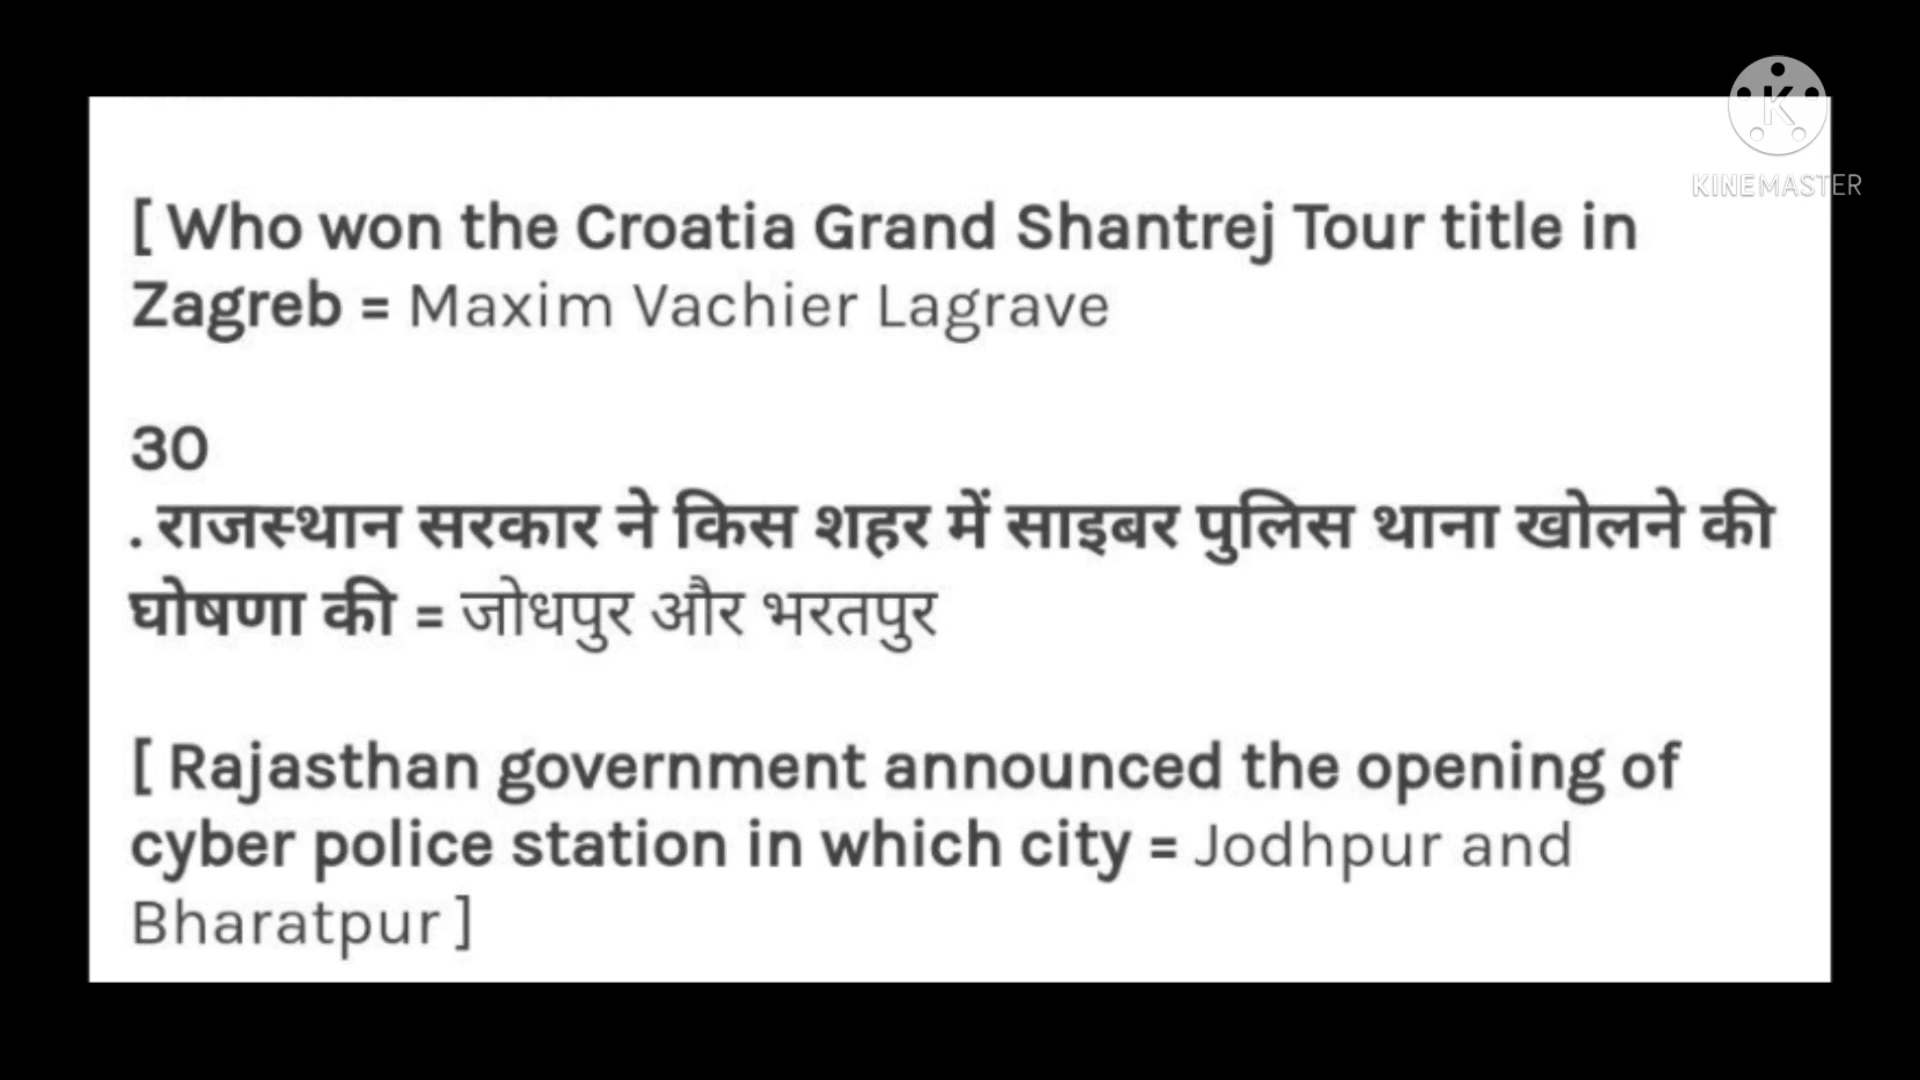 K
KINEMASTER
[ Who won the Croatia Grand Shantrej Tour title in
Zagreb = Maxim Vachier Lagrave
30
. राजस्थान सरकार ने किस शहर में साइबर पुलिस थाना खोलने की
घोषणा की = जोधपुर और भरतपुर
[ Rajasthan government announced the opening of
cyber police station in which city = Jodhpur and
Bharatpur ]